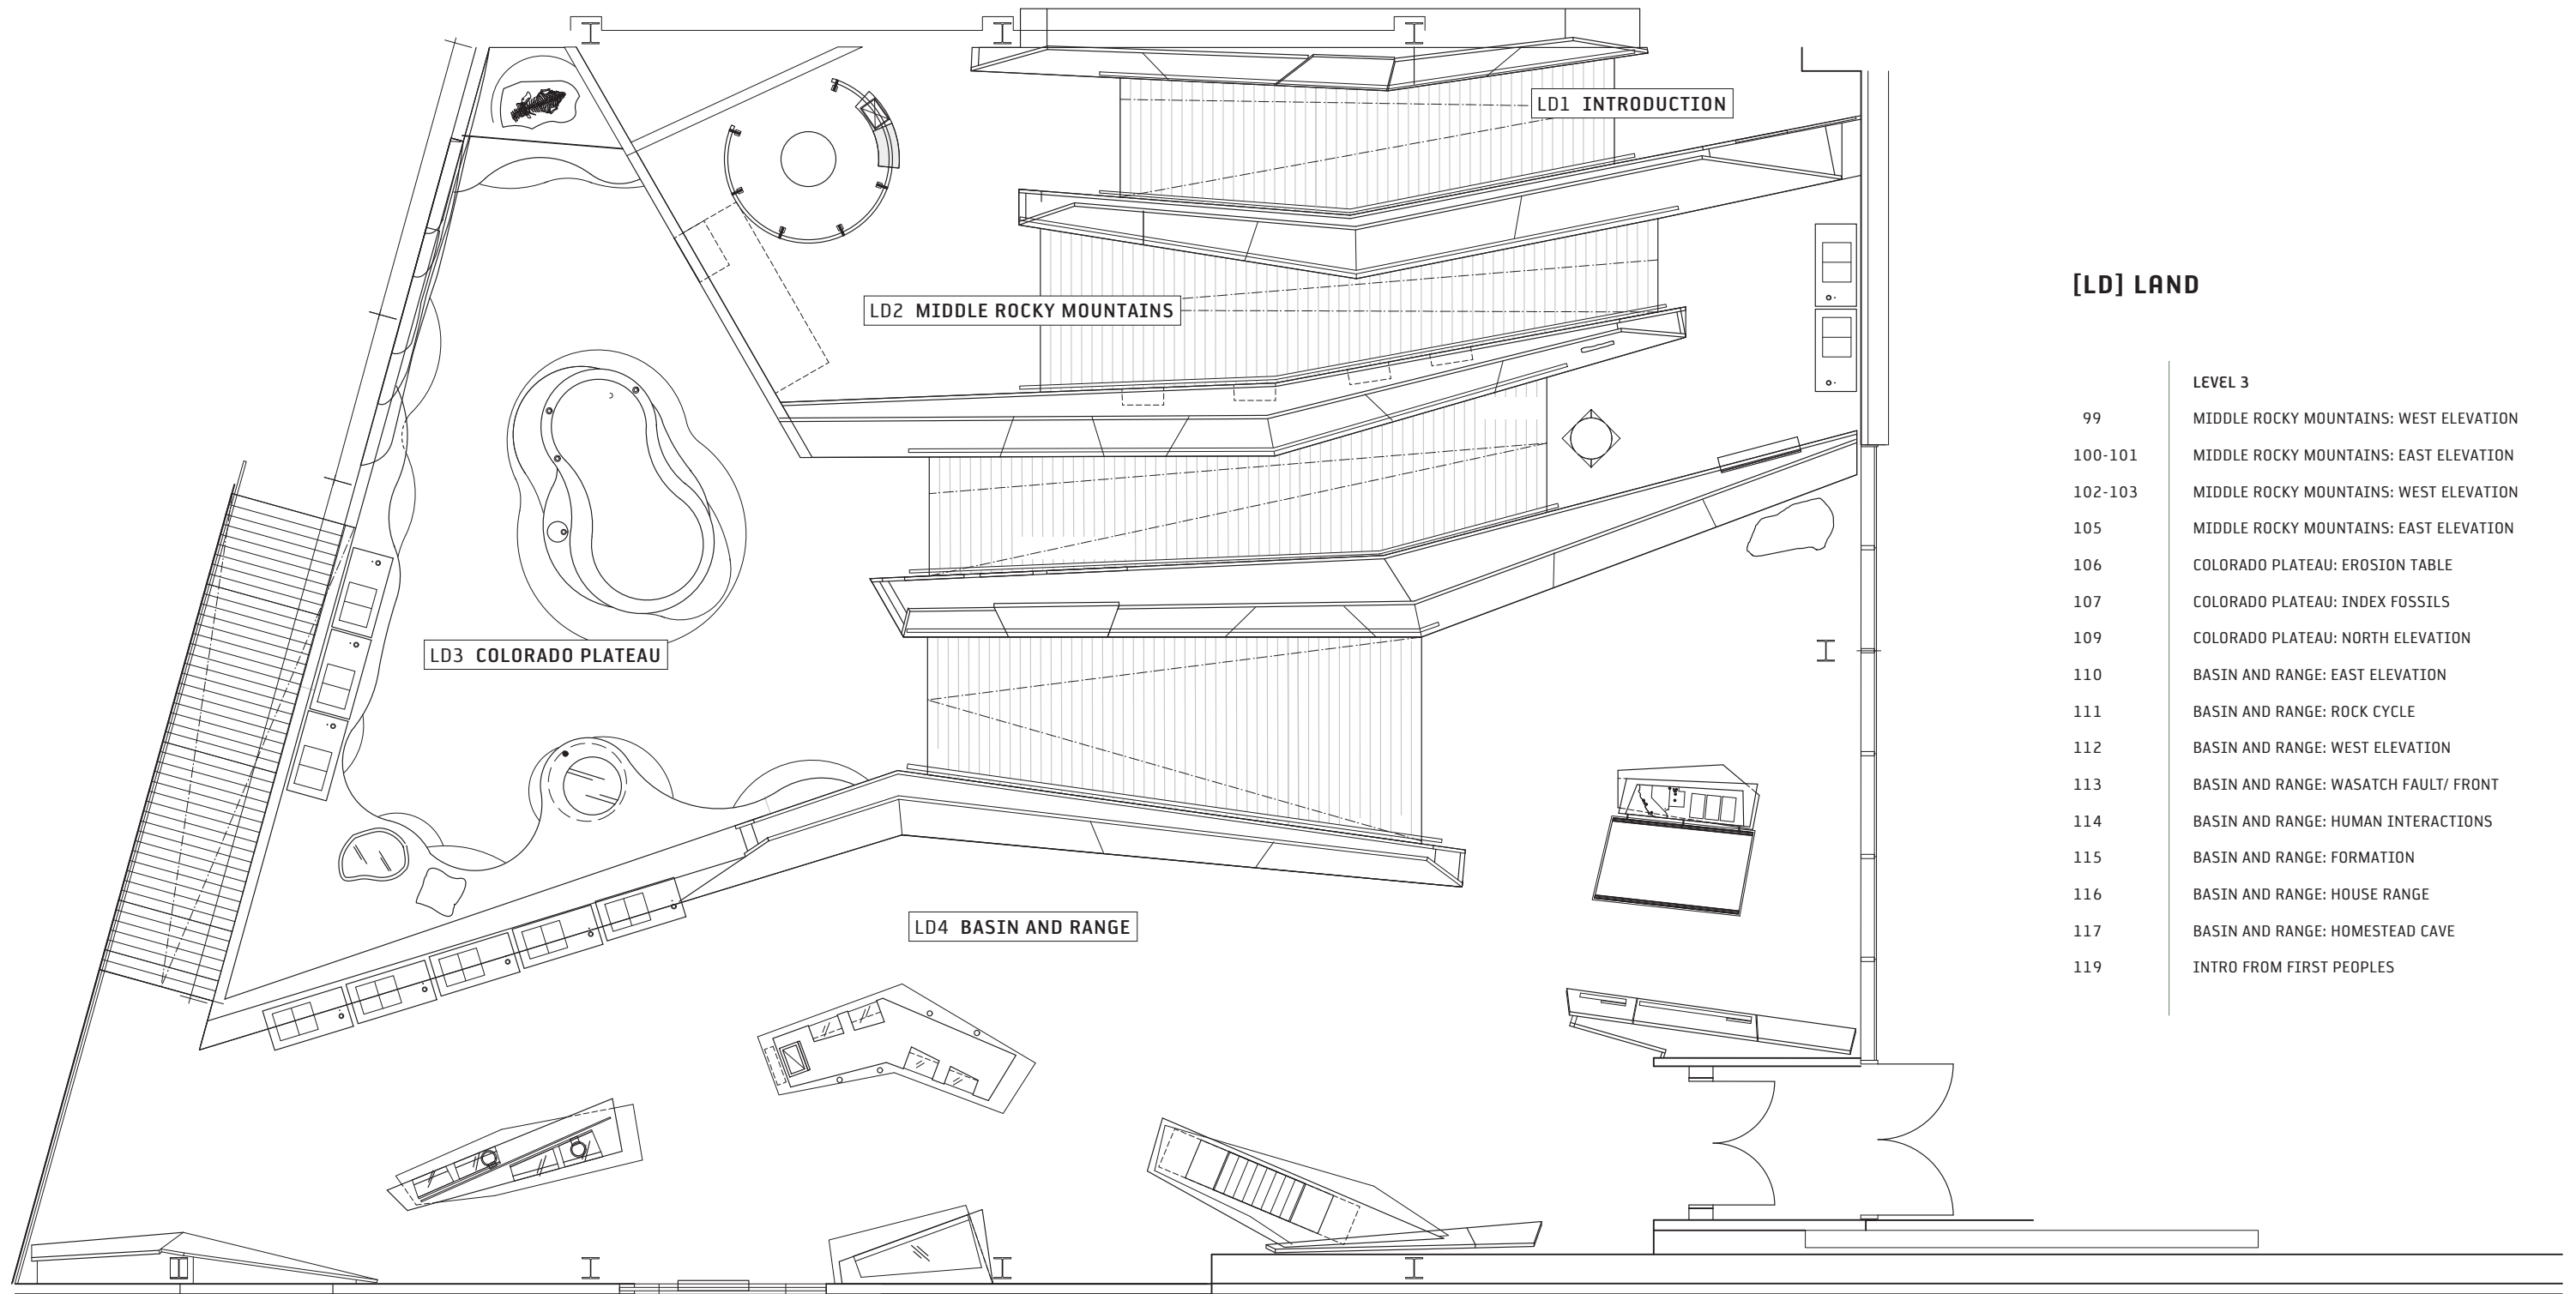 LD1 INTRODUCTION
LD2 MIDDLE ROCKY MOUNTAINS
LD3 COLORADO PLATEAU
LD4 BASIN AND RANGE
[LD] LAND
LEVEL 3
99 MIDDLE ROCKY MOUNTAINS: WEST ELEVATION
100-101 MIDDLE ROCKY MOUNTAINS: EAST ELEVATION
102-103 MIDDLE ROCKY MOUNTAINS: WEST ELEVATION
105 MIDDLE ROCKY MOUNTAINS: EAST ELEVATION
106 COLORADO PLATEAU: EROSION TABLE
107 COLORADO PLATEAU: INDEX FOSSILS
109 COLORADO PLATEAU: NORTH ELEVATION
110 BASIN AND RANGE: EAST ELEVATION
111 BASIN AND RANGE: ROCK CYCLE
112 BASIN AND RANGE: WEST ELEVATION
113 BASIN AND RANGE: WASATCH FAULT/ FRONT
114 BASIN AND RANGE: HUMAN INTERACTIONS
115 BASIN AND RANGE: FORMATION
116 BASIN AND RANGE: HOUSE RANGE
117 BASIN AND RANGE: HOMESTEAD CAVE
119 INTRO FROM FIRST PEOPLES